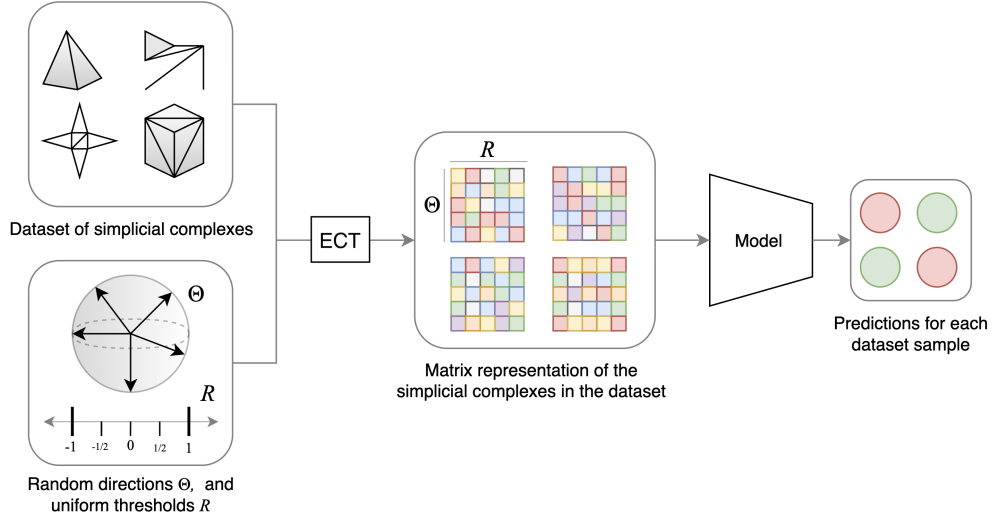 Dataset of simplicial complexes
Θ
R
-1 -1/2 0 1/2 1
Random directions Θ, and
uniform thresholds R
ECT
R
Θ
Matrix representation of the
simplicial complexes in the dataset
Model
Predictions for each
dataset sample